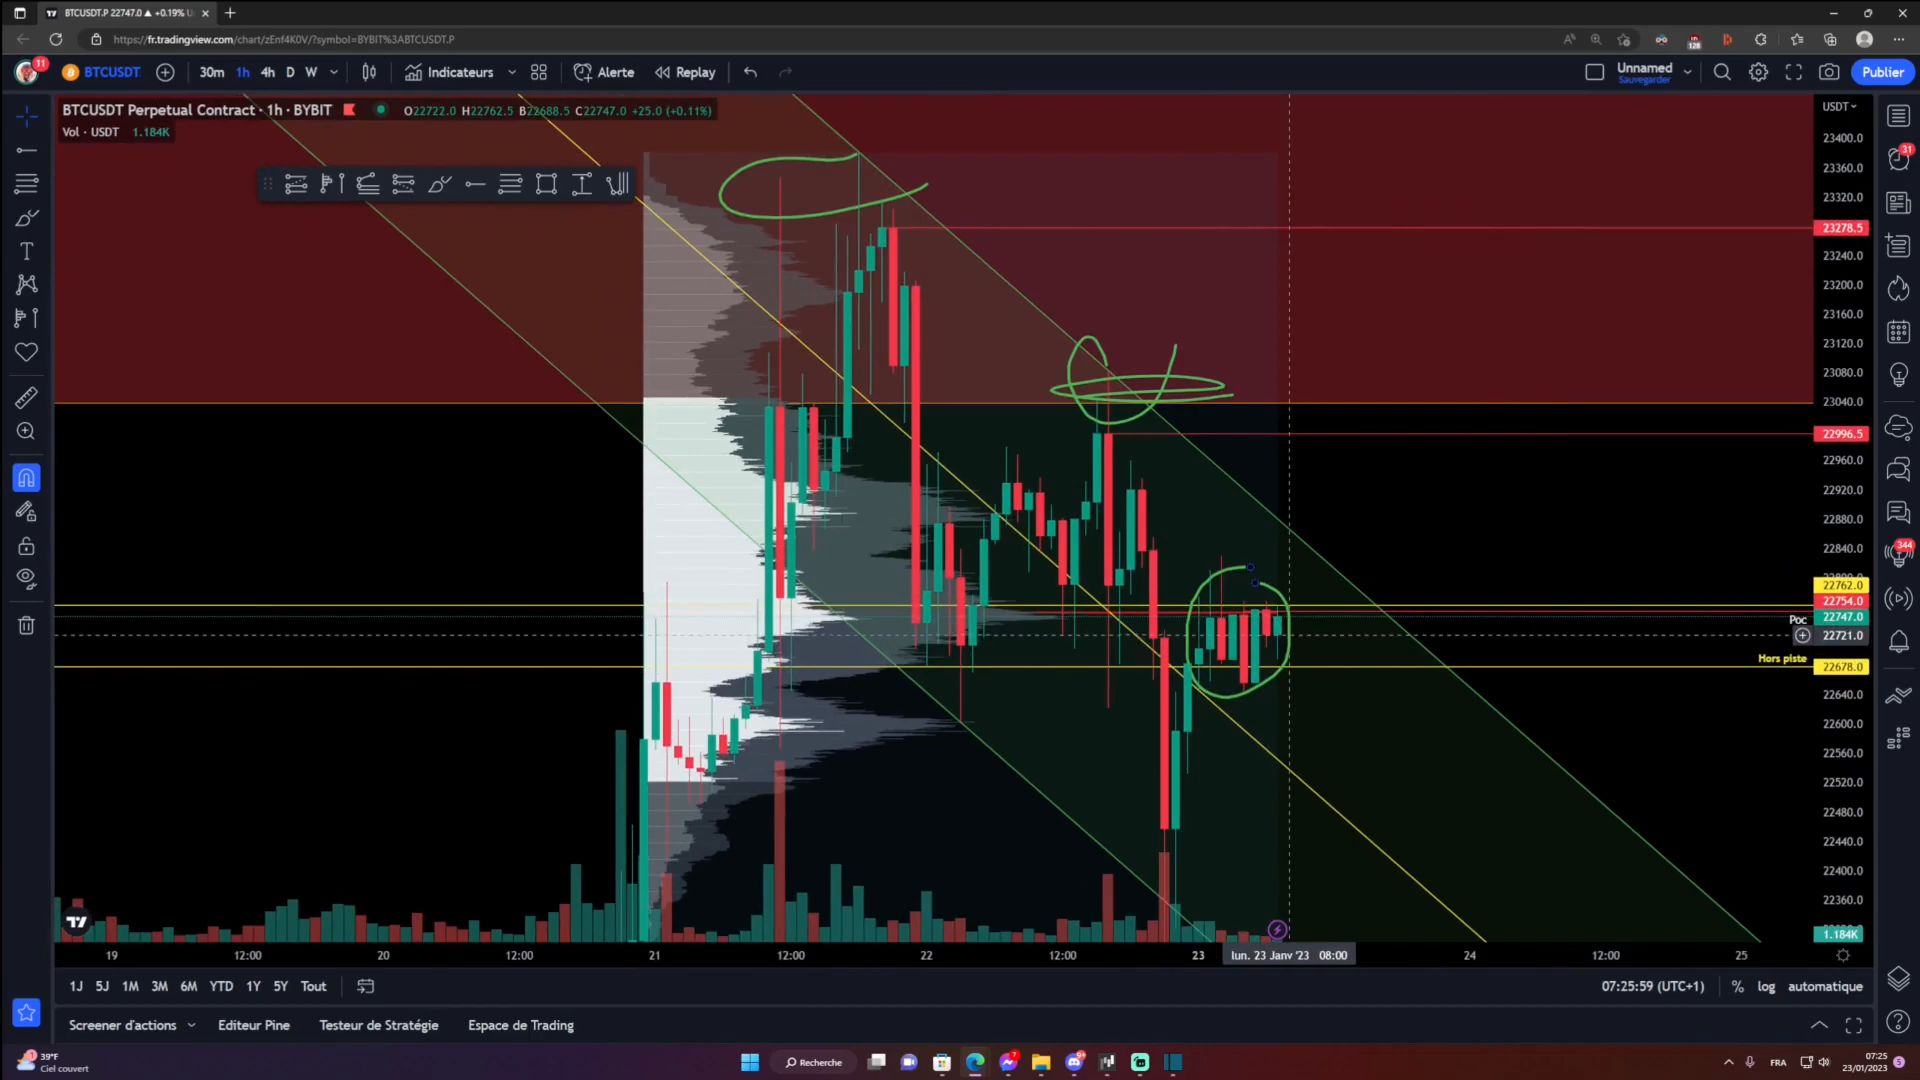 BTCUSDT.P 22747.0 ▲ +0.19% U
https://fr.tradingview.com/chart/zEnf4K0V/?symbol=BYBIT%3ABTCUSDT.P
128
11
BTCUSDT
30m 1h 4h D W
Indicateurs
Alerte
Replay
Unnamed
Sauvegarder
Publier
BTCUSDT Perpetual Contract · 1h · BYBIT
O22722.0 H22762.5 B22688.5 C22747.0 +25.0 (+0.11%)
Vol · USDT 1.184K
USDT
23400.0
23360.0
23320.0
23278.5
23240.0
23200.0
23160.0
23120.0
23080.0
23040.0
22996.5
22960.0
22920.0
22880.0
22840.0
22762.0
22754.0
Poc 22747.0
22721.0
Hors piste 22678.0
22640.0
22600.0
22560.0
22520.0
22480.0
22440.0
22400.0
22360.0
1.184K
31
344
19 12:00 20 12:00 21 12:00 22 12:00 23 lun. 23 Janv '23 08:00 24 12:00 25
1J 5J 1M 3M 6M YTD 1Y 5Y Tout
07:25:59 (UTC+1) % log automatique
Screener d'actions Editeur Pine Testeur de Stratégie Espace de Trading
1
39°F
Ciel couvert
Recherche
FRA
07:25
23/01/2023
5